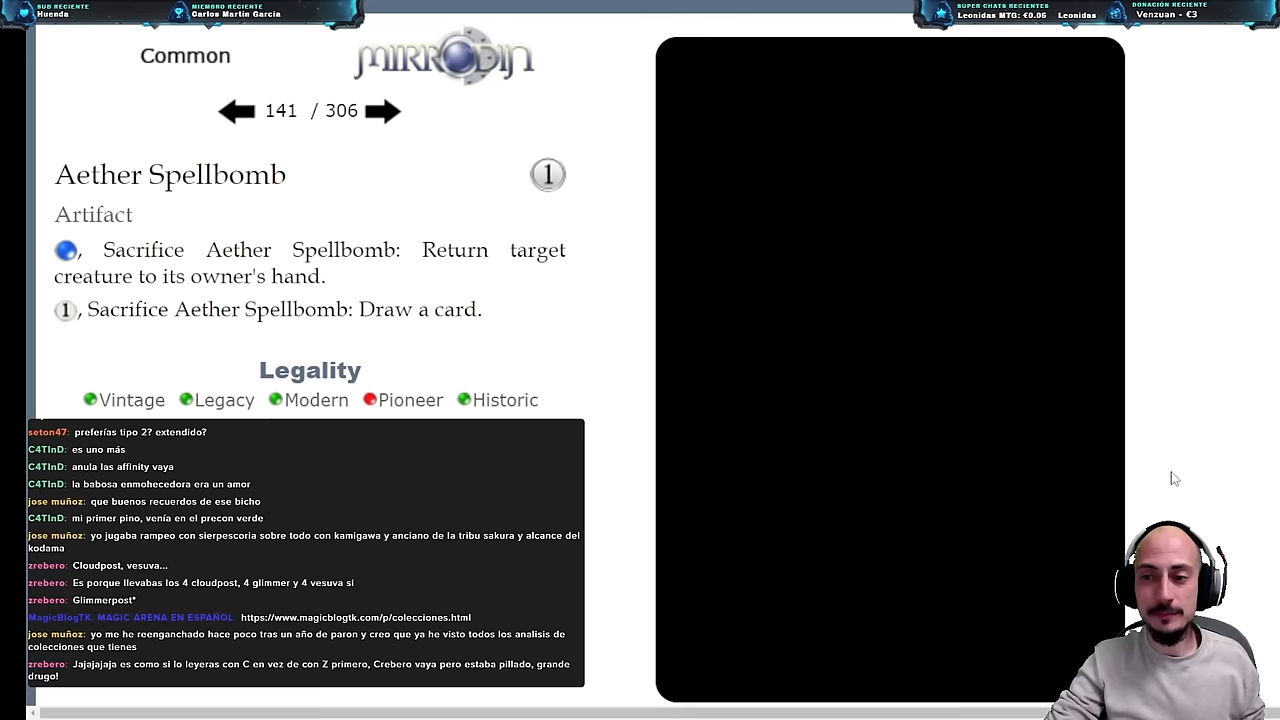 SUB RECIENTE
Huenda
MIEMBRO RECIENTE
Carlos Martin Garcia
SUPER CHATS RECIENTES
Leonidas MTG: €0.06 Leonidas
DONACIÓN RECIENTE
Venzuan - €3
Common
MIRRODIN
141 / 306
Aether Spellbomb
1
Artifact
, Sacrifice Aether Spellbomb: Return target
creature to its owner's hand.
1, Sacrifice Aether Spellbomb: Draw a card.
Legality
Vintage Legacy Modern Pioneer Historic
seton47: preferías tipo 2? extendido?
C4TInD: es uno más
C4TInD: anula las affinity vaya
C4TInD: la babosa enmohecedora era un amor
jose muñoz: que buenos recuerdos de ese bicho
C4TInD: mi primer pino, venía en el precon verde
jose muñoz: yo jugaba rampeo con sierpescoria sobre todo con kamigawa y anciano de la tribu sakura y alcance del
kodama
zrebero: Cloudpost, vesuva...
zrebero: Es porque llevabas los 4 cloudpost, 4 glimmer y 4 vesuva si
zrebero: Glimmerpost*
MagicBlogTK. MAGIC ARENA EN ESPAÑOL https://www.magicblogtk.com/p/colecciones.html
jose muñoz: yo me he reenganchado hace poco tras un año de paron y creo que ya he visto todos los analisis de
colecciones que tienes
zrebero: Jajajajaja es como si lo leyeras con C en vez de con Z primero, Crebero vaya pero estaba pillado, grande
drugo!